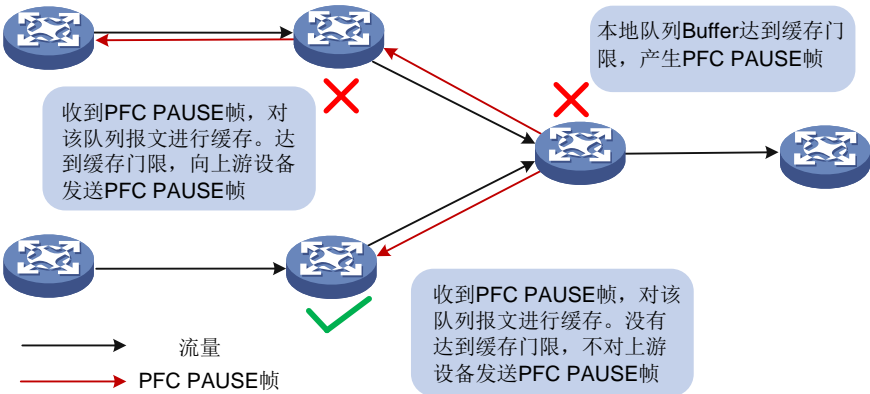 本地队列Buffer达到缓存门
限，产生PFC PAUSE帧
收到PFC PAUSE帧，对
该队列报文进行缓存。达
到缓存门限，向上游设备
发送PFC PAUSE帧
收到PFC PAUSE帧，对该
队列报文进行缓存。没有
达到缓存门限，不对上游
设备发送PFC PAUSE帧
流量
PFC PAUSE帧